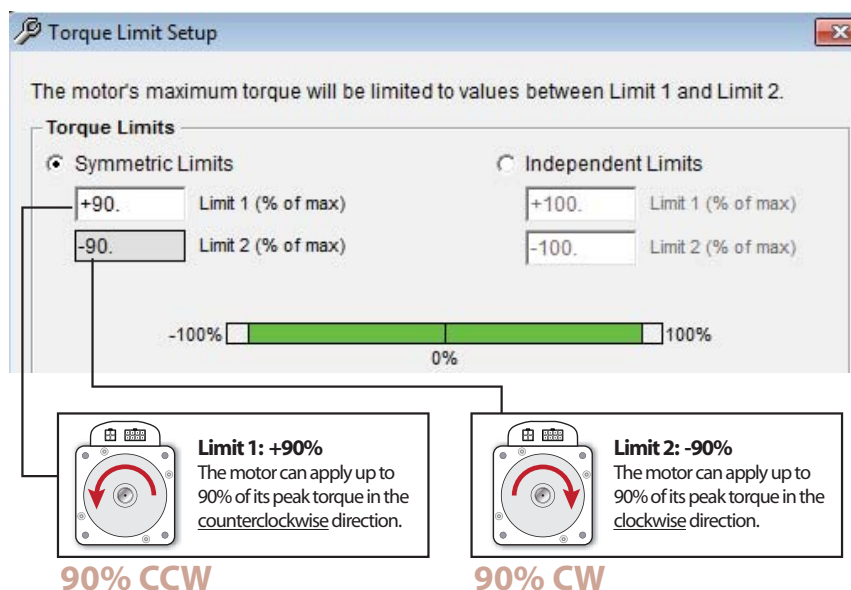 Torque Limit Setup
The motor's maximum torque will be limited to values between Limit 1 and Limit 2.
Torque Limits
Symmetric Limits
Independent Limits
+90.
Limit 1 (% of max)
+100.
Limit 1 (% of max)
-90.
Limit 2 (% of max)
-100.
Limit 2 (% of max)
-100%
100%
0%
Limit 1: +90%
The motor can apply up to
90% of its peak torque in the
counterclockwise direction.
Limit 2: -90%
The motor can apply up to
90% of its peak torque in the
clockwise direction.
90% CCW
90% CW